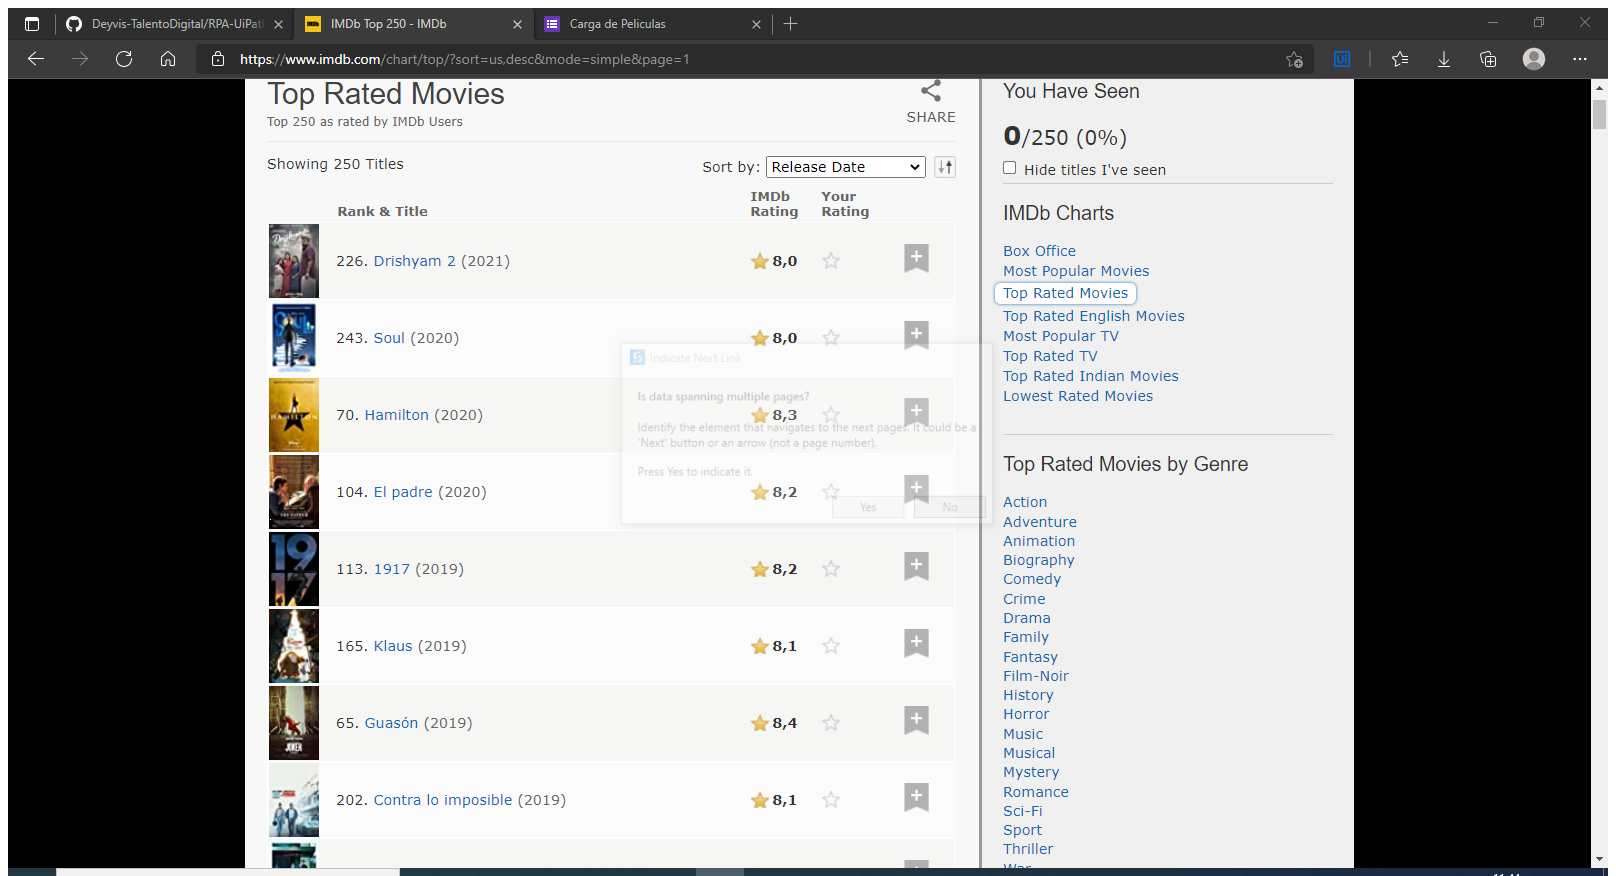 Deyvis-TalentoDigital/RPA-UiPat
IMDb Top 250 - IMDb
Carga de Peliculas
https://www.imdb.com/chart/top/?sort=us,desc&mode=simple&page=1
Top Rated Movies
Top 250 as rated by IMDb Users
SHARE
Showing 250 Titles
Sort by: Release Date
Rank & Title
IMDb Rating
Your Rating
226. Drishyam 2 (2021)
8,0
243. Soul (2020)
8,0
70. Hamilton (2020)
8,3
104. El padre (2020)
8,2
113. 1917 (2019)
8,2
165. Klaus (2019)
8,1
65. Guasón (2019)
8,4
202. Contra lo imposible (2019)
8,1
Indicate Next Link
Is data spanning multiple pages?
Identify the element that navigates to the next pages. It could be a
'Next' button or an arrow (not a page number).
Press Yes to indicate it.
Yes
No
You Have Seen
0/250 (0%)
Hide titles I've seen
IMDb Charts
Box Office
Most Popular Movies
Top Rated Movies
Top Rated English Movies
Most Popular TV
Top Rated TV
Top Rated Indian Movies
Lowest Rated Movies
Top Rated Movies by Genre
Action
Adventure
Animation
Biography
Comedy
Crime
Drama
Family
Fantasy
Film-Noir
History
Horror
Music
Musical
Mystery
Romance
Sci-Fi
Sport
Thriller